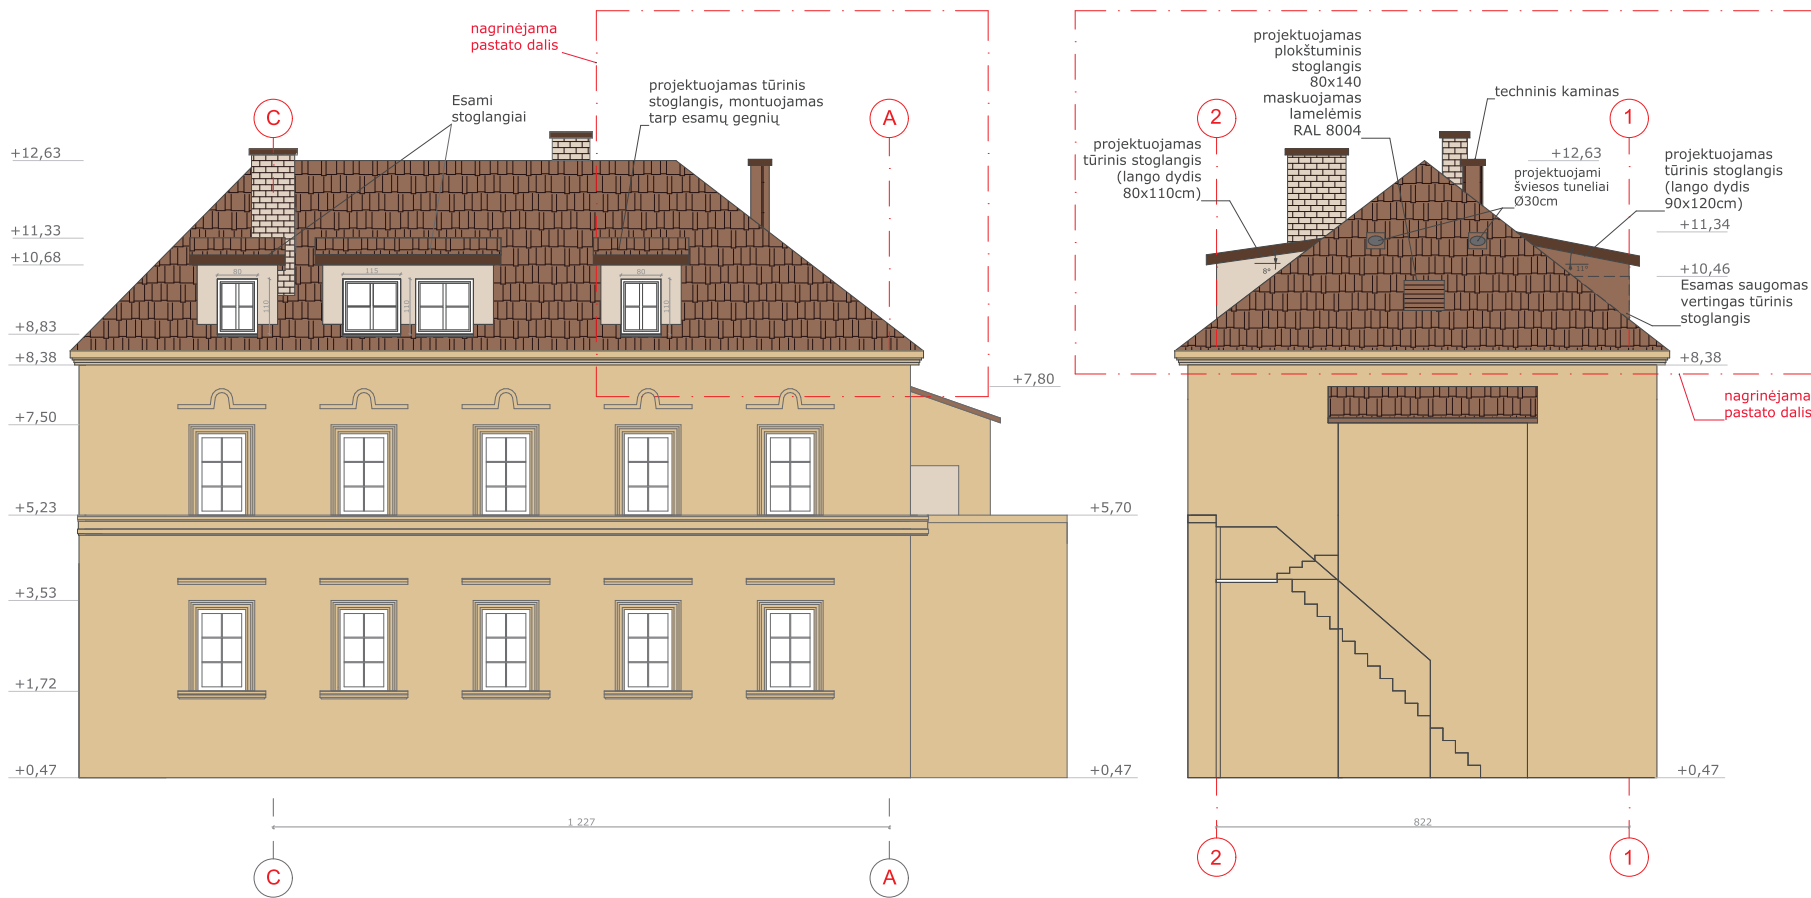 nagrinėjama
pastato dalis
Esami
stoglangiai
projektuojamas tūrinis
stoglangis, montuojamas
tarp esamų gegnių
C
A
+12,63
+11,33
+10,68
+8,83
+8,38
+7,50
+5,23
+3,53
+1,72
+0,47
80
110
115
110
80
110
+7,80
+5,70
+0,47
1 227
C
A
projektuojamas
plokštuminis
stoglangis
80x140
maskuojamas
lamelėmis
RAL 8004
techninis kaminas
2
1
projektuojamas
tūrinis stoglangis
(lango dydis
80x110cm)
+12,63
projektuojami
šviesos tuneliai
Ø30cm
projektuojamas
tūrinis stoglangis
(lango dydis
90x120cm)
+11,34
8°
11°
+10,46
Esamas saugomas
vertingas tūrinis
stoglangis
+8,38
nagrinėjama
pastato dalis
+0,47
822
2
1